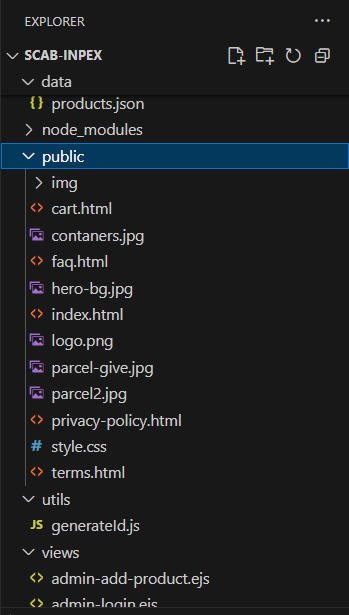 EXPLORER
SCAB-INPEX
data
products.json
node_modules
public
img
cart.html
contaners.jpg
faq.html
hero-bg.jpg
index.html
logo.png
parcel-give.jpg
parcel2.jpg
privacy-policy.html
# style.css
terms.html
utils
JS generateId.js
views
admin-add-product.ejs
admin-login.ejs